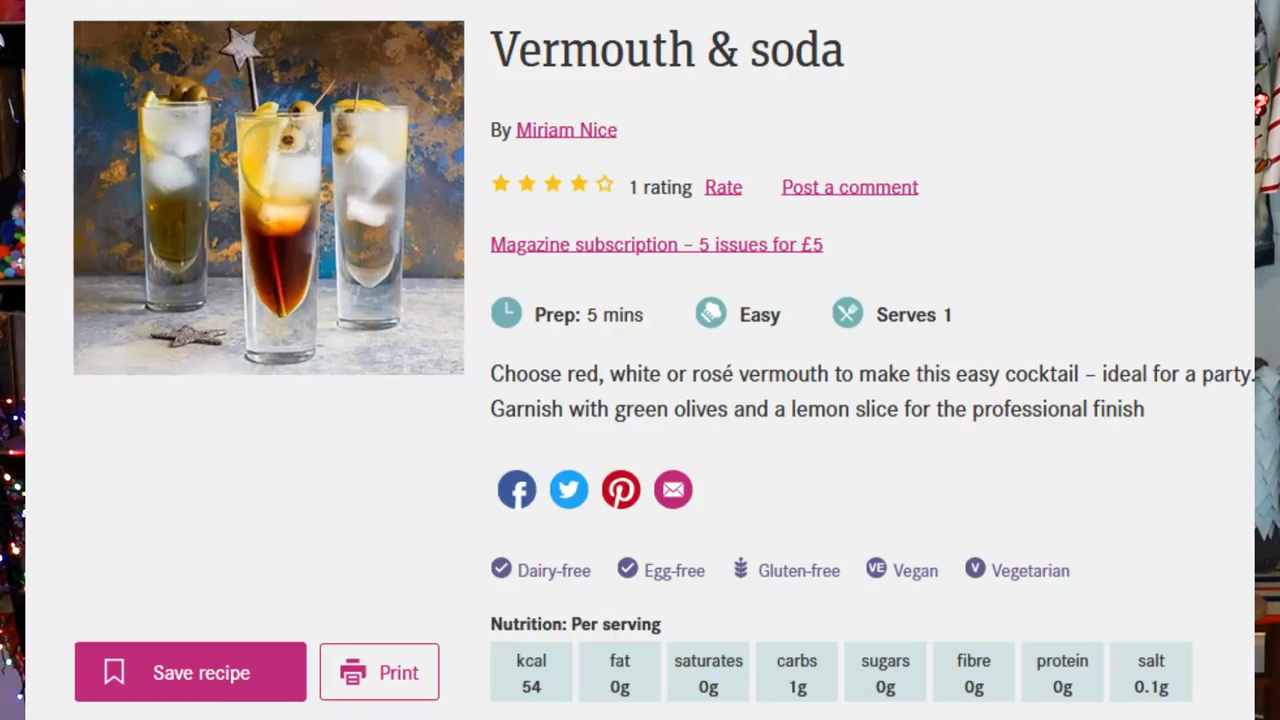 Vermouth & soda
By Miriam Nice
1 rating Rate Post a comment
Magazine subscription – 5 issues for £5
Prep: 5 mins Easy Serves 1
Choose red, white or rosé vermouth to make this easy cocktail – ideal for a party.
Garnish with green olives and a lemon slice for the professional finish
Dairy-free Egg-free Gluten-free VE Vegan V Vegetarian
Nutrition: Per serving
kcal fat saturates carbs sugars fibre protein salt
54 0g 0g 1g 0g 0g 0g 0.1g
Save recipe Print